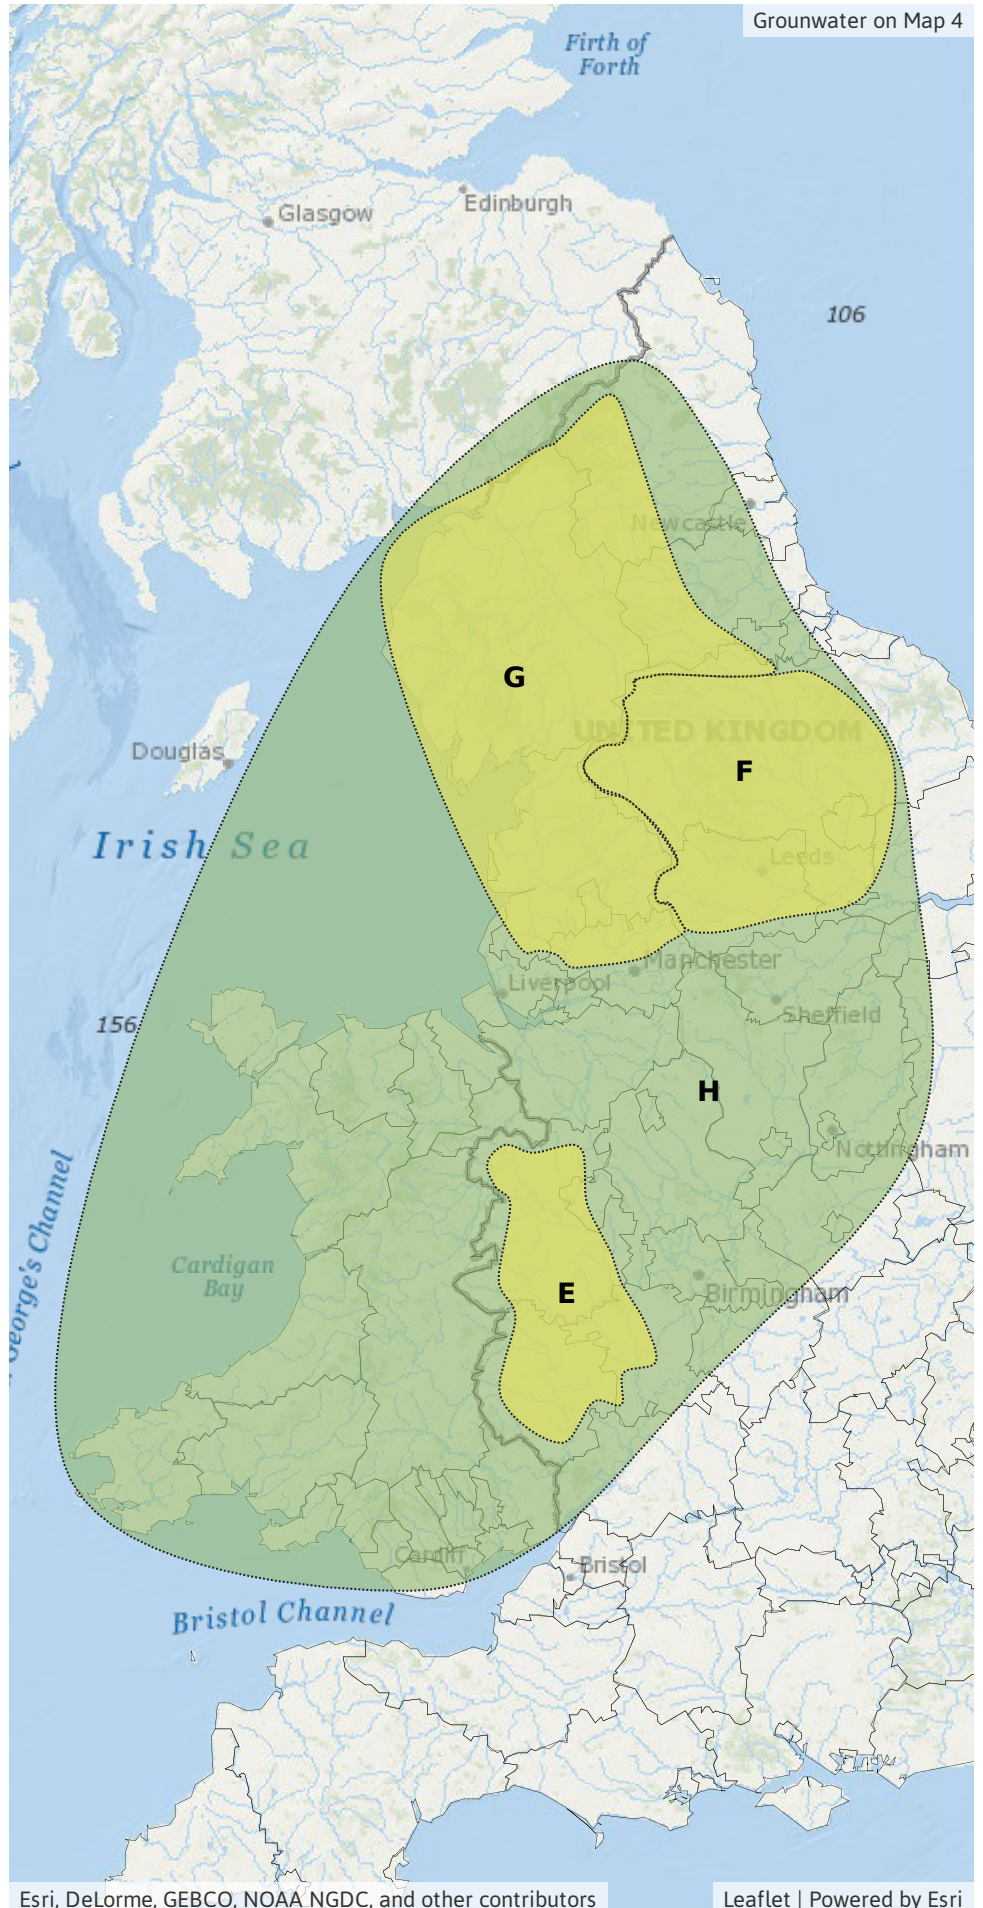 Grounwater on Map 4
Firth of
Forth
Glasgow
Edinburgh
106
Newcastle
G
UNITED KINGDOM
Douglas
F
Irish Sea
Leeds
Manchester
Liverpool
Sheffield
156
H
Nottingham
George's Channel
Cardigan
Bay
E
Birmingham
Cardiff
Bristol
Bristol Channel
Esri, DeLorme, GEBCO, NOAA NGDC, and other contributors
Leaflet | Powered by Esri